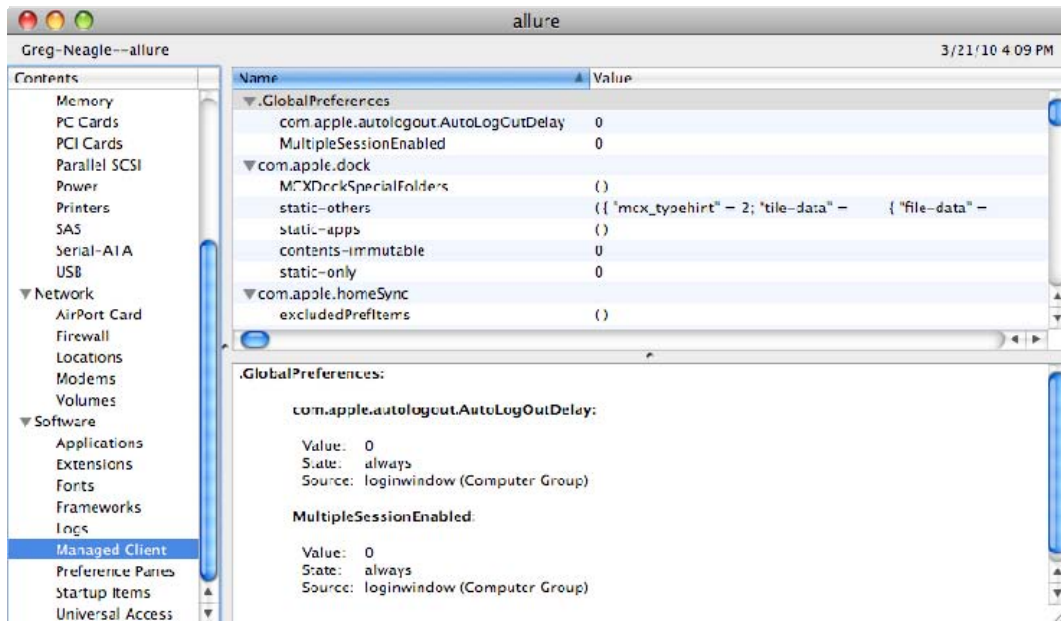 allure
Greg-Neagle--allure
3/21/10 4:09 PM
Contents
Memory
PC Cards
PCI Cards
Parallel SCSI
Power
Printers
SAS
Serial-ATA
USB
Network
AirPort Card
Firewall
Locations
Modems
Volumes
Software
Applications
Extensions
Fonts
Frameworks
Logs
Managed Client
Preference Panes
Startup Items
Universal Access
Name Value
.GlobalPreferences
com.apple.autologout.AutoLogOutDelay 0
MultipleSessionEnabled 0
com.apple.dock
MCXDockSpecialFolders ()
static-others ({ "mcx_typehint" = 2; "tile-data" = { "file-data" =
static-apps ()
contents-immutable 0
static-only 0
com.apple.homeSync
excludedPrefItems ()
.GlobalPreferences:
com.apple.autologout.AutoLogOutDelay:
Value: 0
State: always
Source: loginwindow (Computer Group)
MultipleSessionEnabled:
Value: 0
State: always
Source: loginwindow (Computer Group)